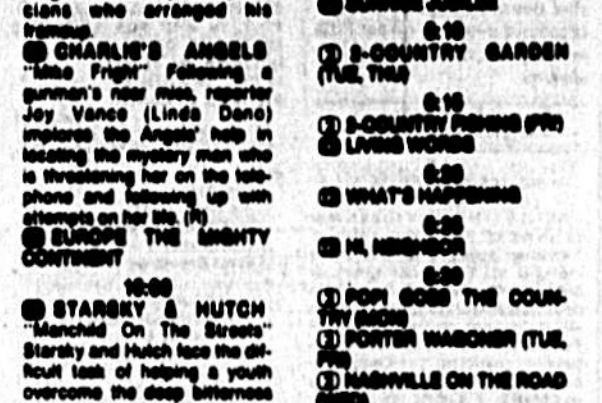 cians who arranged his
frameup.
CHARLIE'S ANGELS
"Mike Fright" Following a
gunman's near miss, reporter
Joy Vance (Linda Dano)
implores the Angels' help in
locating the mystery man who
is threatening her on the tele-
phone and following up with
attempts on her life. (R)
EUROPE THE MIGHTY
CONTINENT
10:00
STARSKY & HUTCH
"Manchild On The Streets"
Starsky and Hutch face the dif-
ficult task of helping a youth
overcome the deep bitterness
SUNRISE JUBILEE
COUNTRY GARDEN
(TUE, THU)
COUNTRY FISHING (FRI)
LIVING WORDS
WHAT'S HAPPENING
HI, NEIGHBOR
POP! GOES THE COUN-
TRY (MON)
PORTER WAGONER (TUE,
FRI)
NASHVILLE ON THE ROAD